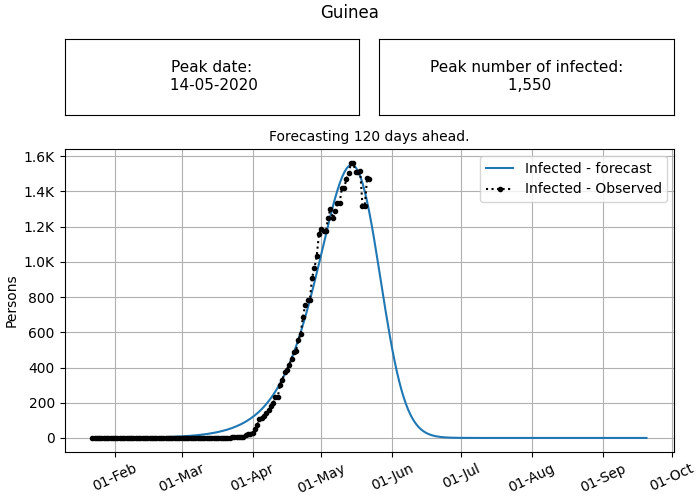 Guinea
Peak date:
14-05-2020
Peak number of infected:
1,550
Forecasting 120 days ahead.
Infected - forecast
Infected - Observed
Persons
1.6K
1.4K
1.2K
1.0K
800
600
400
200
0
01-Feb
01-Mar
01-Apr
01-May
01-Jun
01-Jul
01-Aug
01-Sep
01-Oct